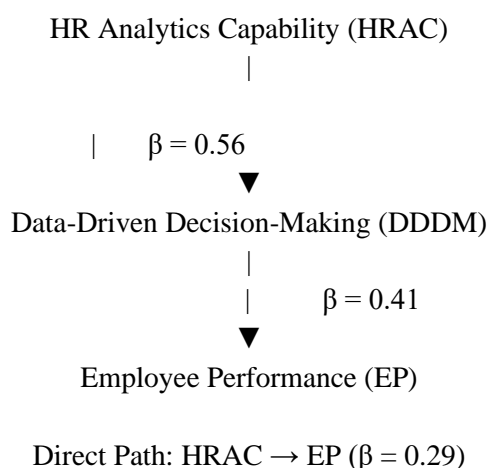 HR Analytics Capability (HRAC)
|
| β = 0.56
▼
Data-Driven Decision-Making (DDDM)
|
| β = 0.41
▼
Employee Performance (EP)
Direct Path: HRAC → EP (β = 0.29)